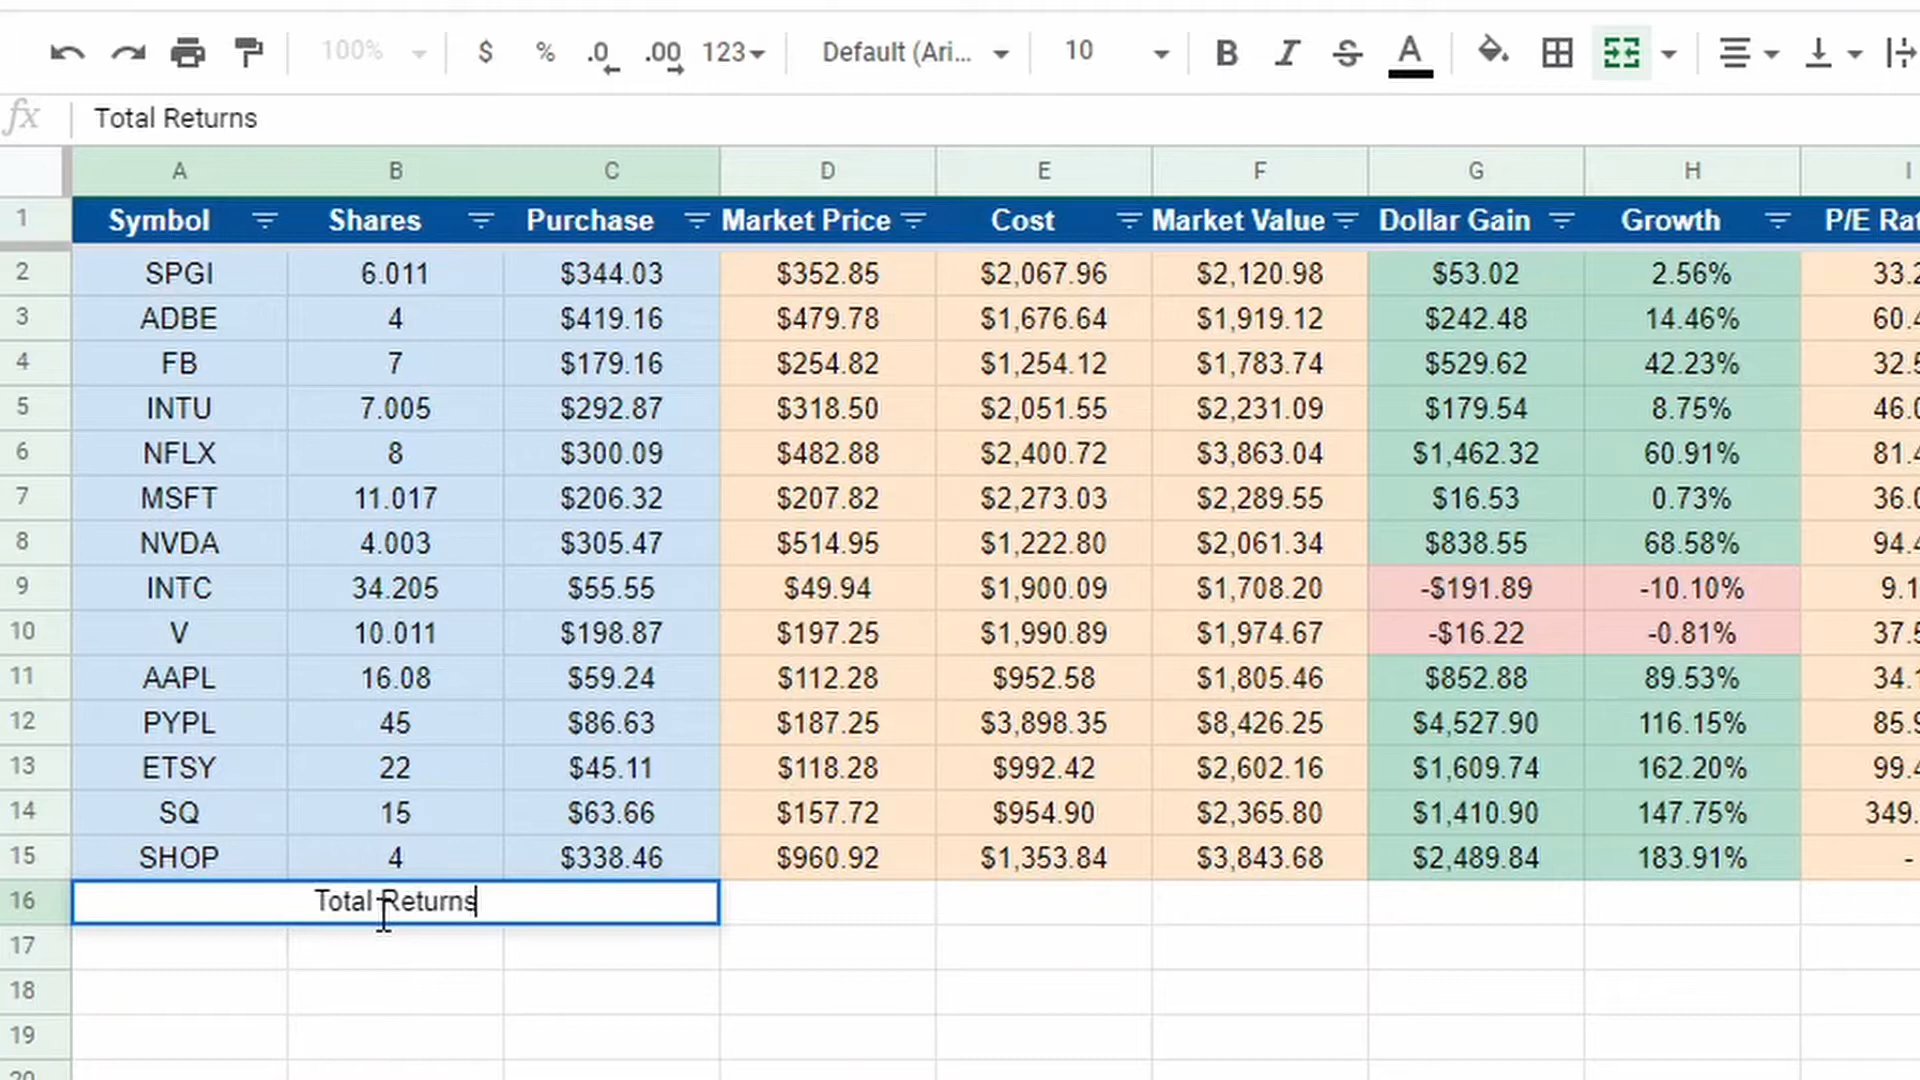 100% $ % .0 .00 123 Default (Ari... 10 B I S A
fx Total Returns
A B C D E F G H I
1 Symbol Shares Purchase Market Price Cost Market Value Dollar Gain Growth P/E Rat
2 SPGI 6.011 $344.03 $352.85 $2,067.96 $2,120.98 $53.02 2.56% 33.2
3 ADBE 4 $419.16 $479.78 $1,676.64 $1,919.12 $242.48 14.46% 60.4
4 FB 7 $179.16 $254.82 $1,254.12 $1,783.74 $529.62 42.23% 32.5
5 INTU 7.005 $292.87 $318.50 $2,051.55 $2,231.09 $179.54 8.75% 46.0
6 NFLX 8 $300.09 $482.88 $2,400.72 $3,863.04 $1,462.32 60.91% 81.4
7 MSFT 11.017 $206.32 $207.82 $2,273.03 $2,289.55 $16.53 0.73% 36.0
8 NVDA 4.003 $305.47 $514.95 $1,222.80 $2,061.34 $838.55 68.58% 94.4
9 INTC 34.205 $55.55 $49.94 $1,900.09 $1,708.20 -$191.89 -10.10% 9.1
10 V 10.011 $198.87 $197.25 $1,990.89 $1,974.67 -$16.22 -0.81% 37.5
11 AAPL 16.08 $59.24 $112.28 $952.58 $1,805.46 $852.88 89.53% 34.1
12 PYPL 45 $86.63 $187.25 $3,898.35 $8,426.25 $4,527.90 116.15% 85.9
13 ETSY 22 $45.11 $118.28 $992.42 $2,602.16 $1,609.74 162.20% 99.4
14 SQ 15 $63.66 $157.72 $954.90 $2,365.80 $1,410.90 147.75% 349.
15 SHOP 4 $338.46 $960.92 $1,353.84 $3,843.68 $2,489.84 183.91% -
16 Total Returns
17
18
19
20